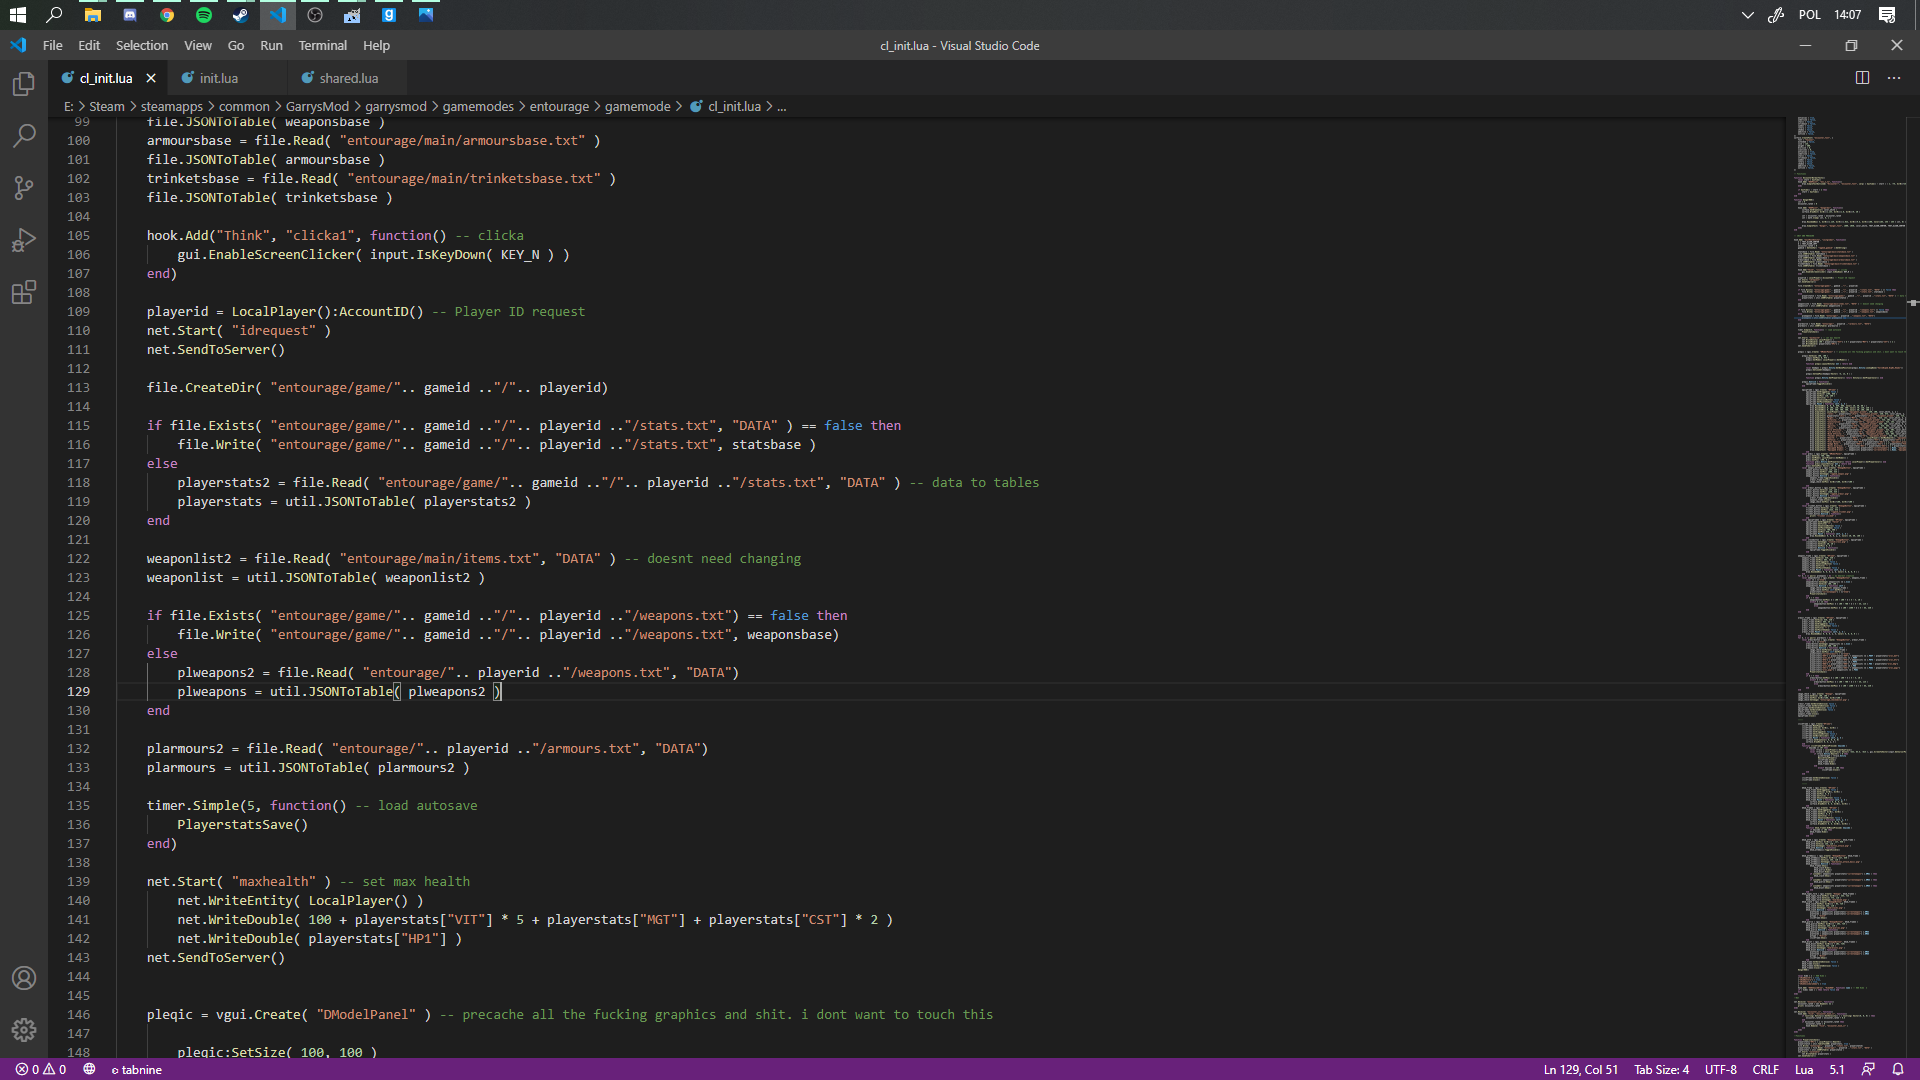 POL 14:07
File Edit Selection View Go Run Terminal Help
cl_init.lua - Visual Studio Code
cl_init.lua init.lua shared.lua
E: > Steam > steamapps > common > GarrysMod > garrysmod > gamemodes > entourage > gamemode > cl_init.lua > ...
99 file.JSONToTable( weaponsbase )
100 armoursbase = file.Read( "entourage/main/armoursbase.txt" )
101 file.JSONToTable( armoursbase )
102 trinketsbase = file.Read( "entourage/main/trinketsbase.txt" )
103 file.JSONToTable( trinketsbase )
104
105 hook.Add("Think", "clicka1", function() -- clicka
106 gui.EnableScreenClicker( input.IsKeyDown( KEY_N ) )
107 end)
108
109 playerid = LocalPlayer():AccountID() -- Player ID request
110 net.Start( "idrequest" )
111 net.SendToServer()
112
113 file.CreateDir( "entourage/game/".. gameid .."/".. playerid)
114
115 if file.Exists( "entourage/game/".. gameid .."/".. playerid .."/stats.txt", "DATA" ) == false then
116 file.Write( "entourage/game/".. gameid .."/".. playerid .."/stats.txt", statsbase )
117 else
118 playerstats2 = file.Read( "entourage/game/".. gameid .."/".. playerid .."/stats.txt", "DATA" ) -- data to tables
119 playerstats = util.JSONToTable( playerstats2 )
120 end
121
122 weaponlist2 = file.Read( "entourage/main/items.txt", "DATA" ) -- doesnt need changing
123 weaponlist = util.JSONToTable( weaponlist2 )
124
125 if file.Exists( "entourage/game/".. gameid .."/".. playerid .."/weapons.txt") == false then
126 file.Write( "entourage/game/".. gameid .."/".. playerid .."/weapons.txt", weaponsbase)
127 else
128 plweapons2 = file.Read( "entourage/".. playerid .."/weapons.txt", "DATA")
129 plweapons = util.JSONToTable( plweapons2 )
130 end
131
132 plarmours2 = file.Read( "entourage/".. playerid .."/armours.txt", "DATA")
133 plarmours = util.JSONToTable( plarmours2 )
134
135 timer.Simple(5, function() -- load autosave
136 PlayerstatsSave()
137 end)
138
139 net.Start( "maxhealth" ) -- set max health
140 net.WriteEntity( LocalPlayer() )
141 net.WriteDouble( 100 + playerstats["VIT"] * 5 + playerstats["MGT"] + playerstats["CST"] * 2 )
142 net.WriteDouble( playerstats["HP1"] )
143 net.SendToServer()
144
145
146 pleqic = vgui.Create( "DModelPanel" ) -- precache all the fucking graphics and shit. i dont want to touch this
147
148 pleqic:SetSize( 100, 100 )
0 0 tabnine Ln 129, Col 51 Tab Size: 4 UTF-8 CRLF Lua 5.1